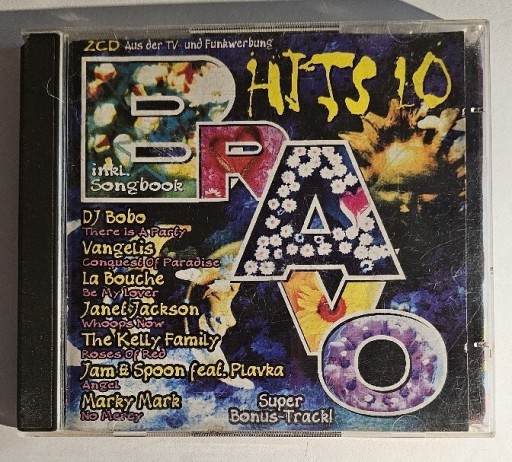 2CD Aus der TV- und Funkwerbung
HITS 10
BRAVO
inkl.
Songbook
DJ Bobo
There Is A Party
Vangelis
Conquest Of Paradise
La Bouche
Be My Lover
Janet Jackson
Whoops Now
The Kelly Family
Roses Of Red
Jam & Spoon feat. Plavka
Angel
Marky Mark
No Mercy
Super
Bonus-Track!